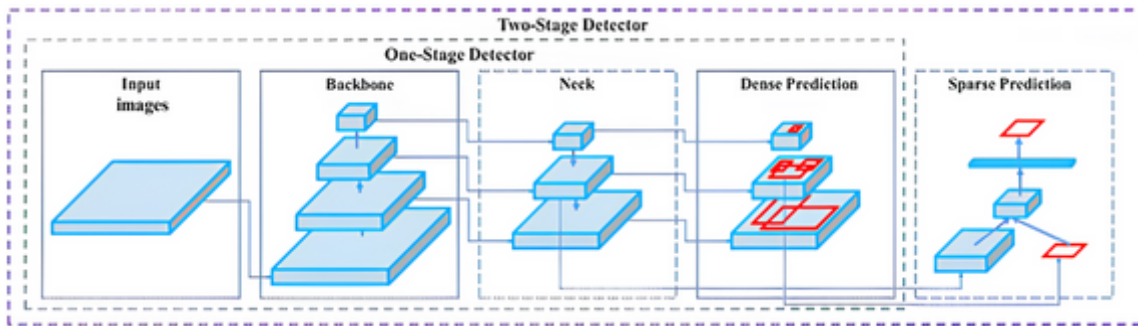 Two-Stage Detector
One-Stage Detector
Input
images
Backbone
Neck
Dense Prediction
Sparse Prediction